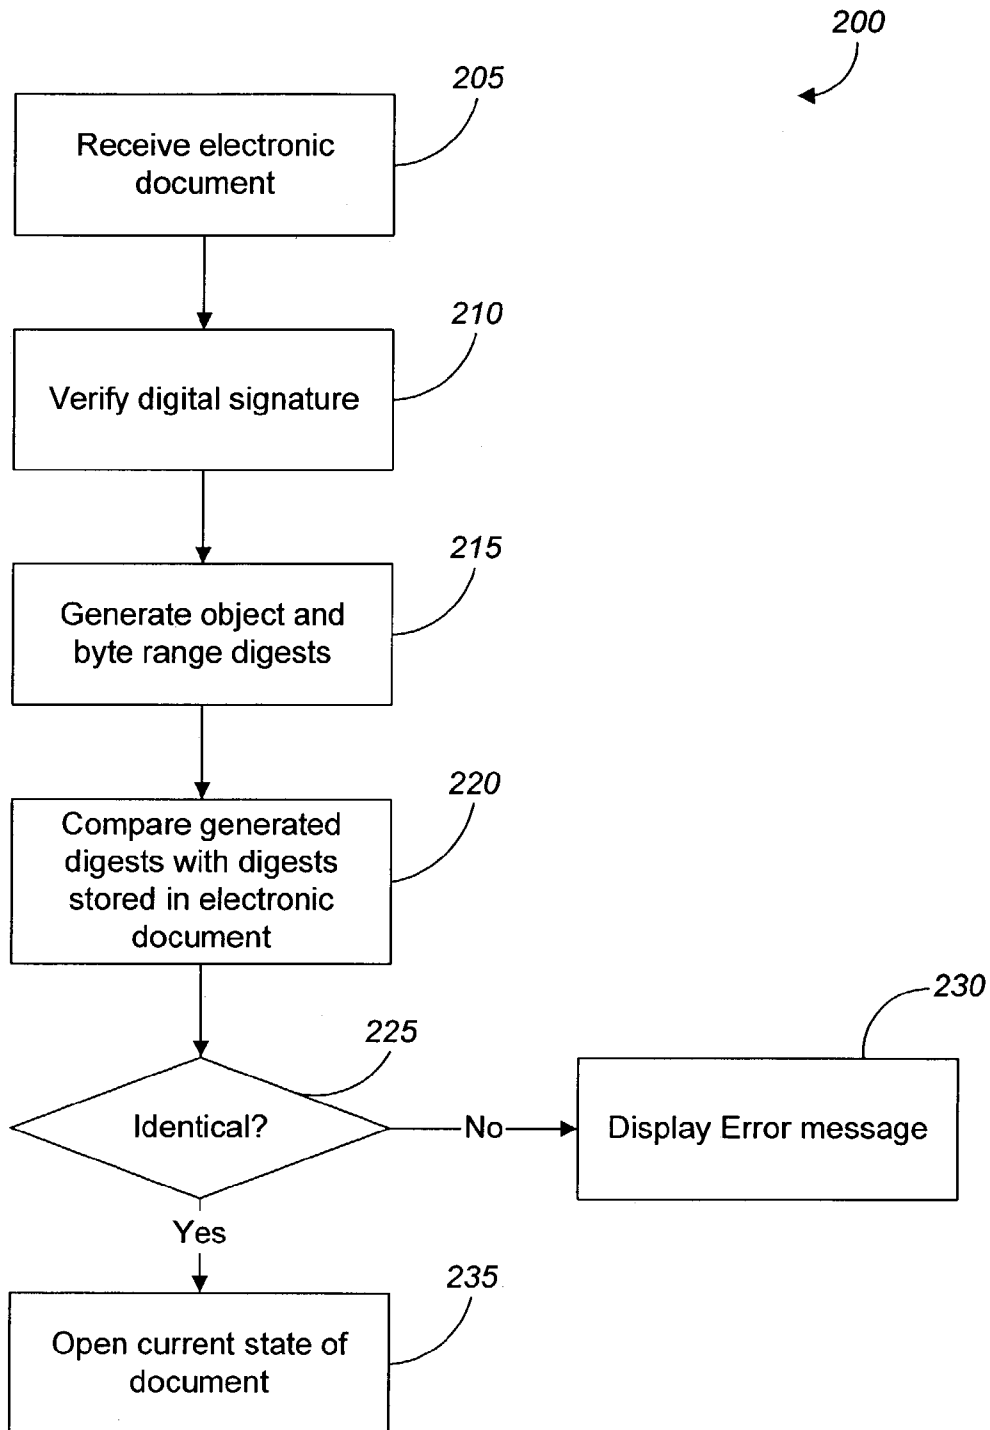 200
205
Receive electronic
document
210
Verify digital signature
215
Generate object and
byte range digests
220
Compare generated
digests with digests
stored in electronic
document
225
Identical?
No
230
Display Error message
Yes
235
Open current state of
document